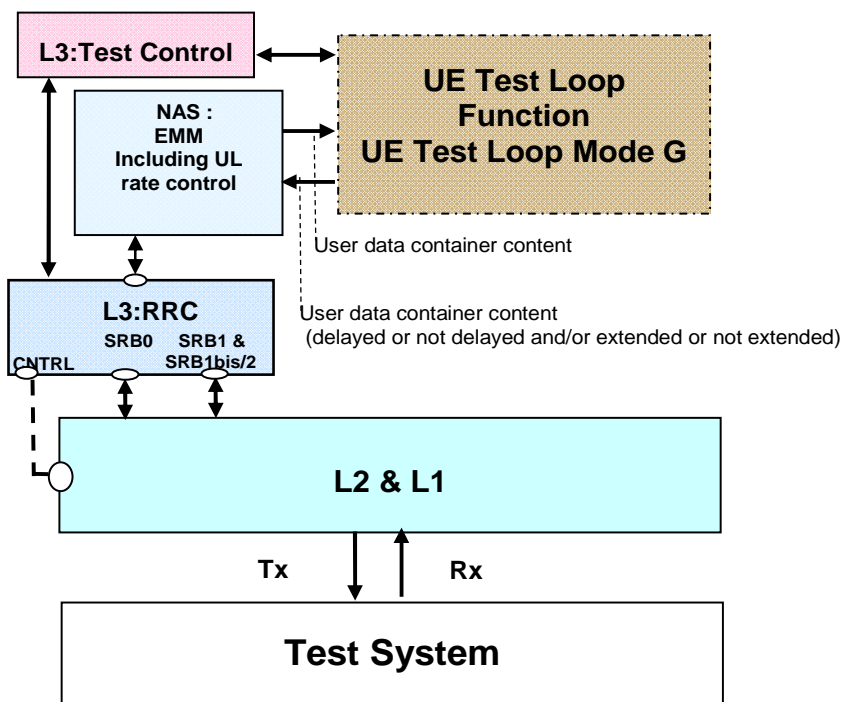 L3:Test Control
UE Test Loop
Function
UE Test Loop Mode G
NAS :
EMM
Including UL
rate control
User data container content
User data container content
(delayed or not delayed and/or extended or not extended)
L3:RRC
SRB0
SRB1 &
SRB1bis/2
CNTRL
L2 & L1
Tx
Rx
Test System